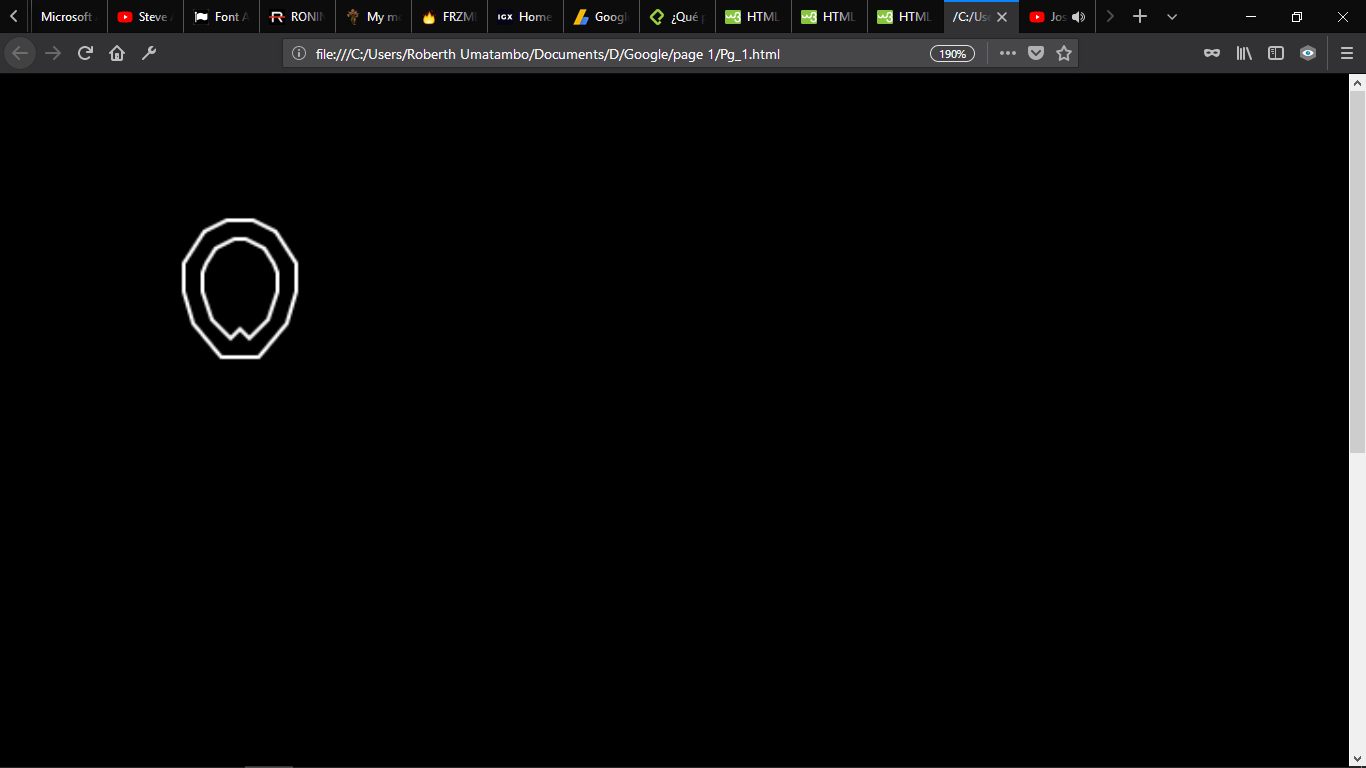 Microsoft
Steve
Font A
RONIN
My m
FRZM
IGX Home
Googl
¿Qué
HTML
HTML
HTML
/C:/Use
Jos
file:///C:/Users/Roberth Umatambo/Documents/D/Google/page 1/Pg_1.html
190%